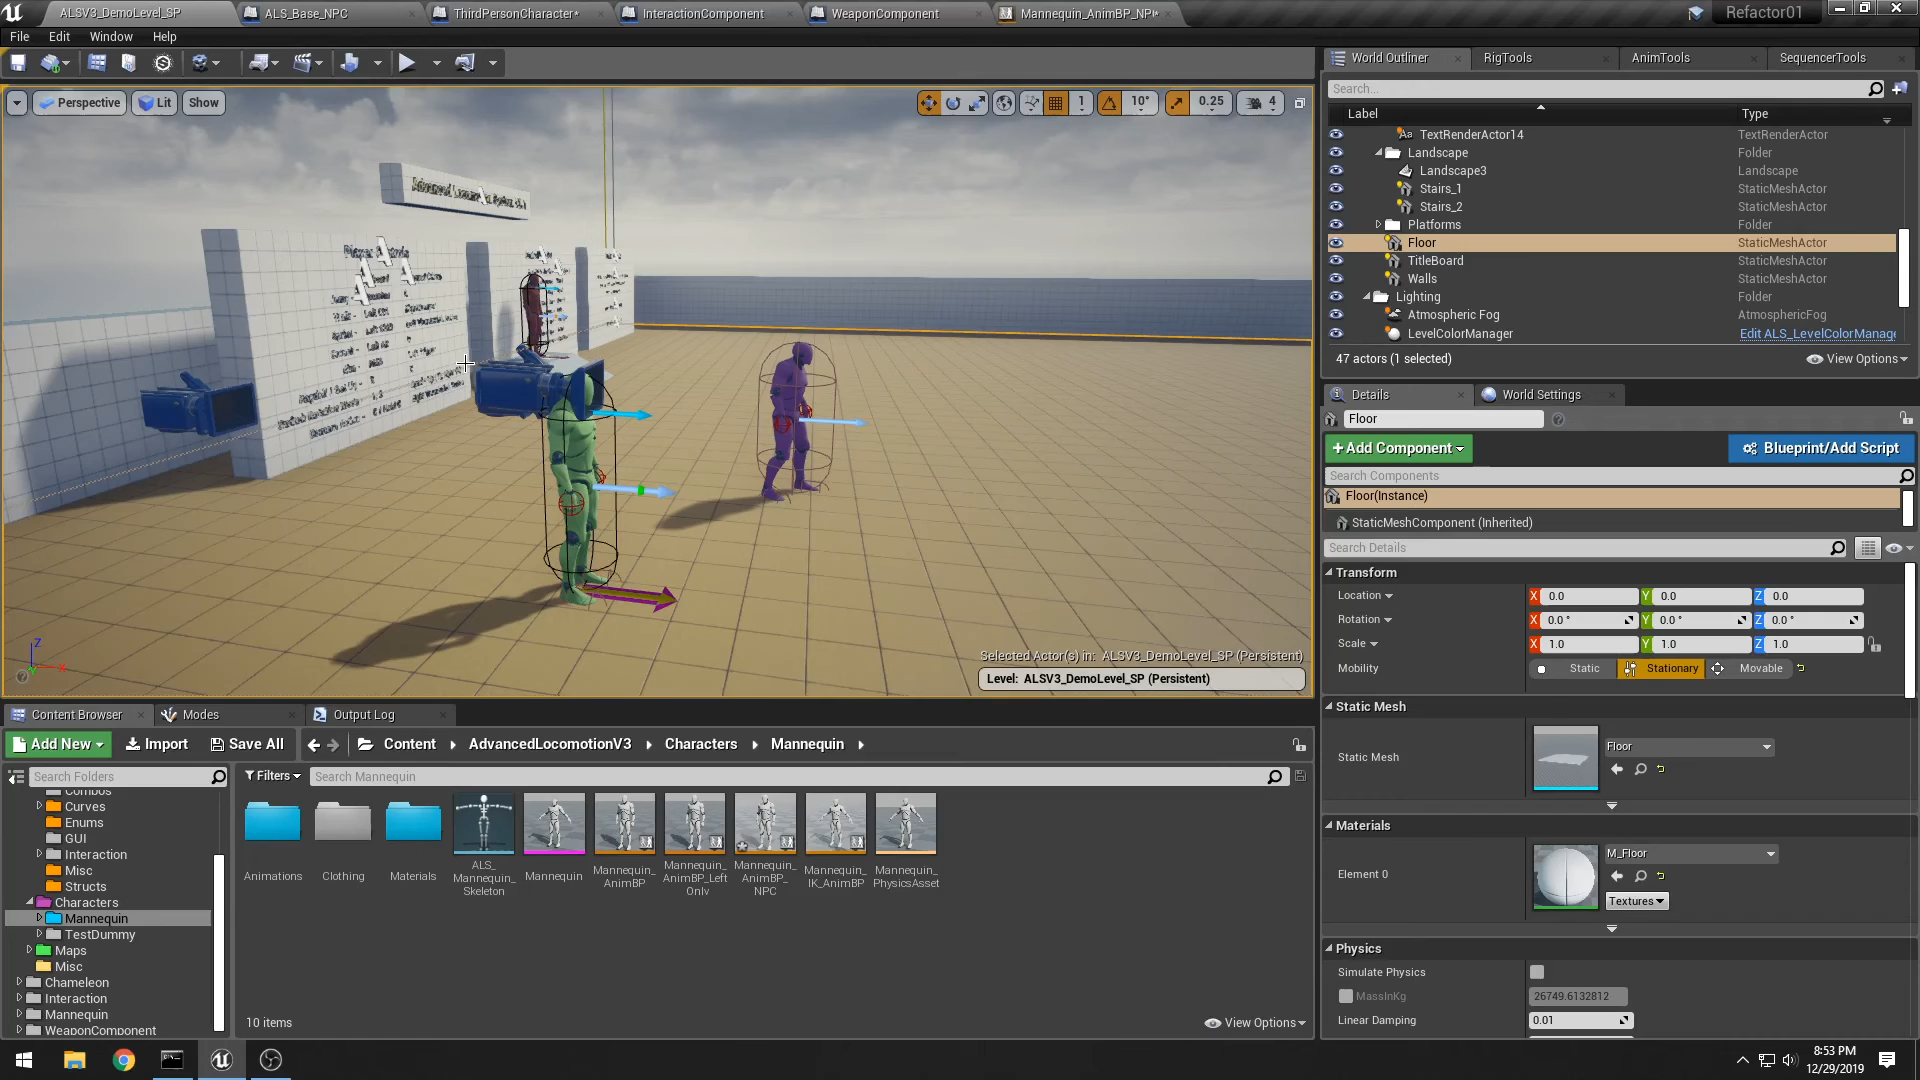 ALSV3_DemoLevel_SP
ALS_Base_NPC
ThirdPersonCharacter*
InteractionComponent
WeaponComponent
Mannequin_AnimBP_NP
Refactor01
File Edit Window Help
World Outliner
RigTools
AnimTools
SequencerTools
Perspective
Lit
Show
1
10°
0.25
4
Search...
Label
Type
TextRenderActor14 TextRenderActor
Landscape Folder
Landscape3 Landscape
Stairs_1 StaticMeshActor
Stairs_2 StaticMeshActor
Platforms Folder
Floor StaticMeshActor
TitleBoard StaticMeshActor
Walls StaticMeshActor
Lighting Folder
Atmospheric Fog AtmosphericFog
LevelColorManager Edit ALS_LevelColorManage
47 actors (1 selected)
View Options
Details
World Settings
Floor
+Add Component
Blueprint/Add Script
Search Components
Floor(Instance)
StaticMeshComponent (Inherited)
Search Details
Transform
Location X 0.0 Y 0.0 Z 0.0
Rotation X 0.0 ° Y 0.0 ° Z 0.0 °
Scale X 1.0 Y 1.0 Z 1.0
Mobility Static Stationary Movable
Static Mesh
Static Mesh Floor
Materials
Element 0 M_Floor
Textures
Physics
Simulate Physics
MassInKg 26749.6132812
Linear Damping 0.01
Z
X
Selected Actor(s) in: ALSV3_DemoLevel_SP (Persistent)
Level: ALSV3_DemoLevel_SP (Persistent)
Content Browser
Modes
Output Log
Add New
Import
Save All
Content
AdvancedLocomotionV3
Characters
Mannequin
Search Folders
Filters
Search Mannequin
Combos
Curves
Enums
GUI
Interaction
Misc
Structs
Characters
Mannequin
TestDummy
Maps
Misc
Chameleon
Interaction
Mannequin
WeaponComponent
Animations
Clothing
Materials
ALS_
Mannequin_
Skeleton
Mannequin
Mannequin_
AnimBP
Mannequin_
AnimBP_Left
Only
Mannequin_
AnimBP_
NPC
Mannequin_
IK_AnimBP
Mannequin_
PhysicsAsset
10 items
View Options
8:53 PM
12/29/2019